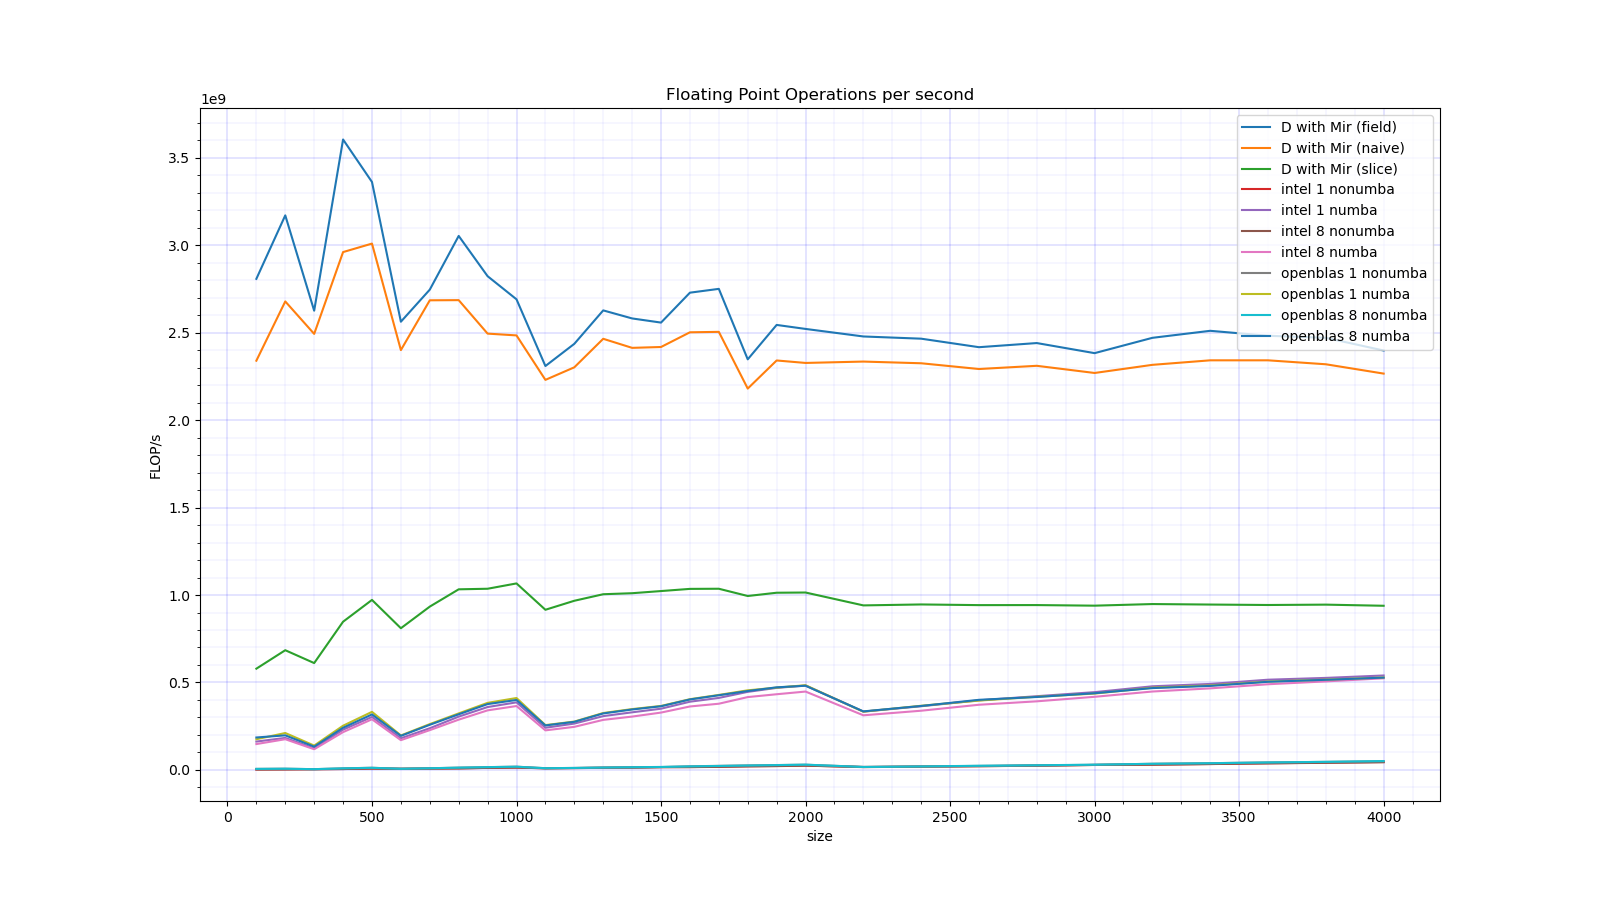 Floating Point Operations per second
1e9
3.5
3.0
2.5
2.0
1.5
1.0
0.5
0.0
FLOP/s
D with Mir (field)
D with Mir (naive)
D with Mir (slice)
intel 1 nonumba
intel 1 numba
intel 8 nonumba
intel 8 numba
openblas 1 nonumba
openblas 1 numba
openblas 8 nonumba
openblas 8 numba
0 500 1000 1500 2000 2500 3000 3500 4000
size